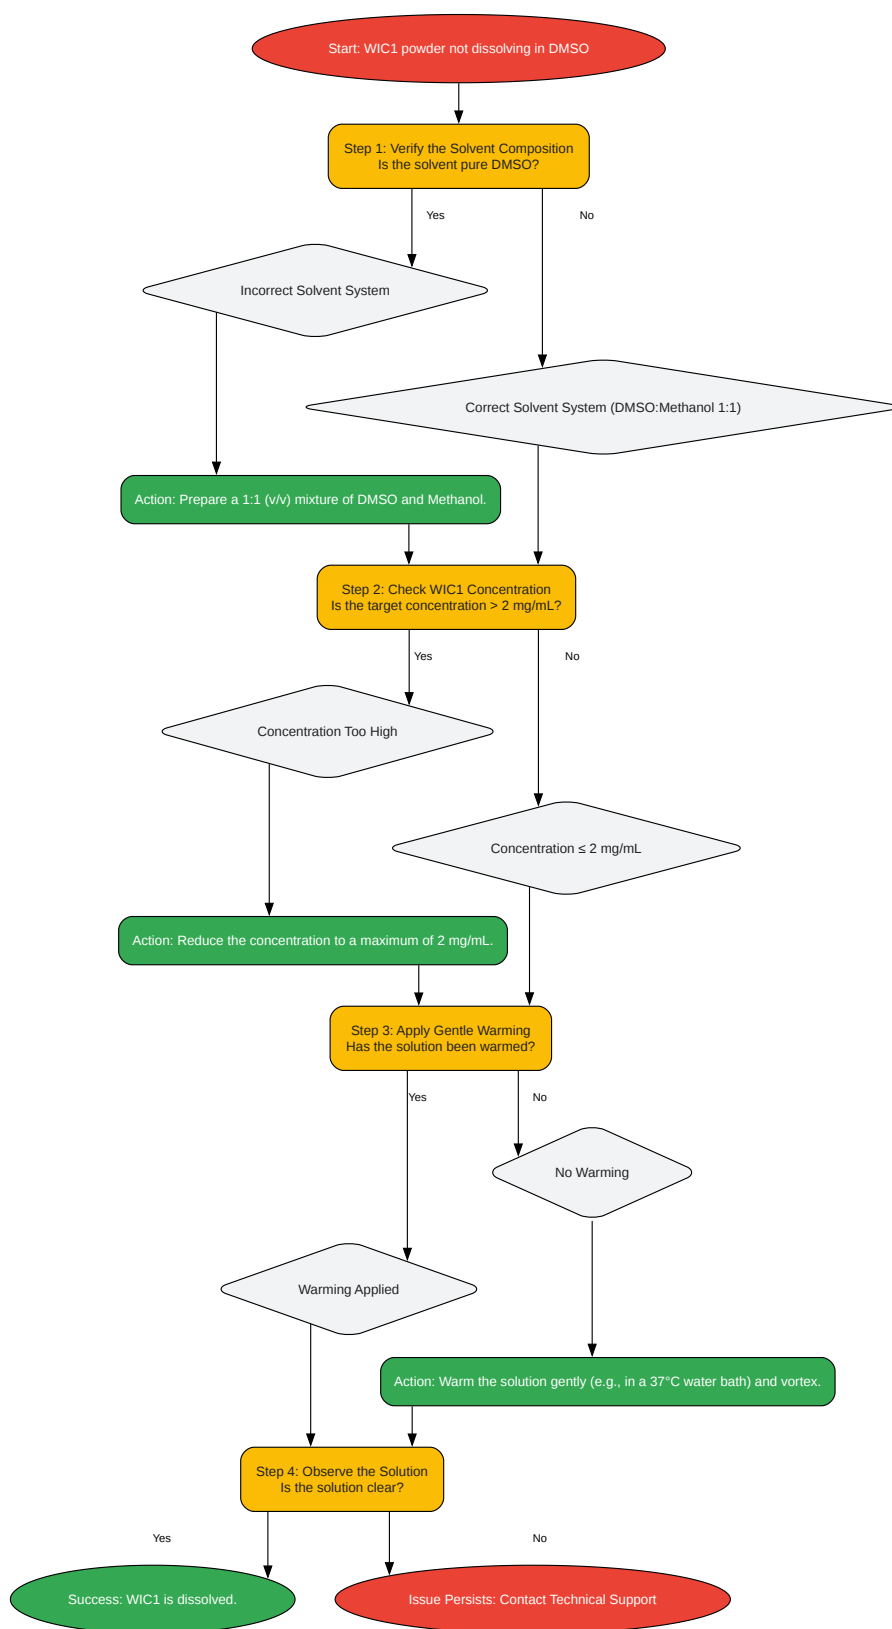 Start: WIC1 powder not dissolving in DMSO
Step 1: Verify the Solvent Composition
Is the solvent pure DMSO?
Yes
No
Incorrect Solvent System
Correct Solvent System (DMSO:Methanol 1:1)
Action: Prepare a 1:1 (v/v) mixture of DMSO and Methanol.
Step 2: Check WIC1 Concentration
Is the target concentration > 2 mg/mL?
Yes
No
Concentration Too High
Concentration ≤ 2 mg/mL
Action: Reduce the concentration to a maximum of 2 mg/mL.
Step 3: Apply Gentle Warming
Has the solution been warmed?
Yes
No
No Warming
Warming Applied
Action: Warm the solution gently (e.g., in a 37°C water bath) and vortex.
Step 4: Observe the Solution
Is the solution clear?
Yes
No
Success: WIC1 is dissolved.
Issue Persists: Contact Technical Support